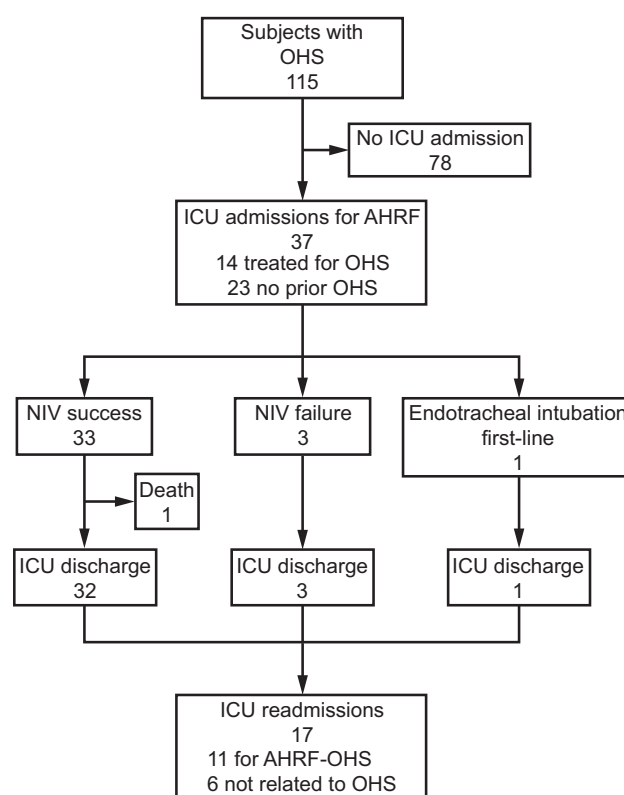 Subjects with
OHS
115
No ICU admission
78
ICU admissions for AHRF
37
14 treated for OHS
23 no prior OHS
NIV success
33
NIV failure
3
Endotracheal intubation
first-line
1
Death
1
ICU discharge
32
ICU discharge
3
ICU discharge
1
ICU readmissions
17
11 for AHRF-OHS
6 not related to OHS